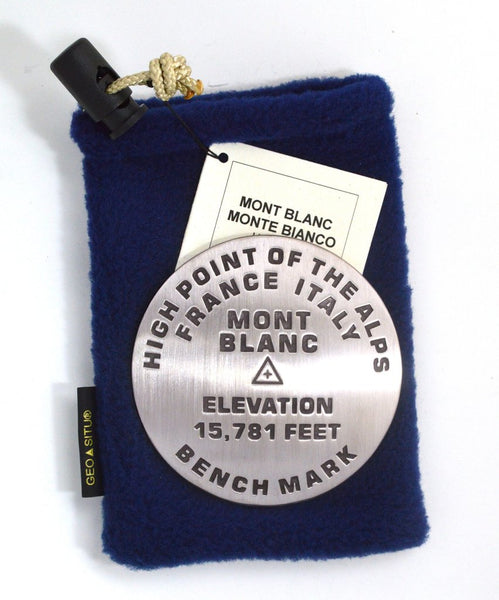 MONT BLANC
MONTE BIANCO
HIGH POINT OF THE ALPS
FRANCE ITALY
MONT
BLANC
ELEVATION
15,781 FEET
BENCH MARK
GEO▲SITU®